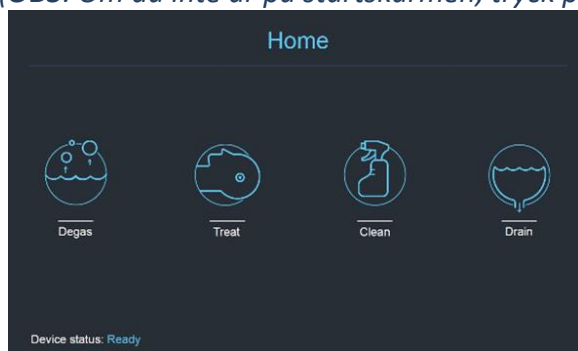 (OBS! Om du inte är på startskärmen, tryck p
Home
Degas
Treat
Clean
Drain
Device status: Ready